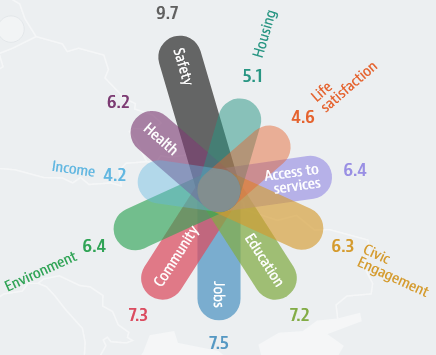 9.7
Safety
Housing
5.1
Life
satisfaction
4.6
Access to
services
6.4
6.3
Civic
Engagement
Education
7.2
Jobs
7.5
Community
7.3
Environment
6.4
Income
4.2
Health
6.2